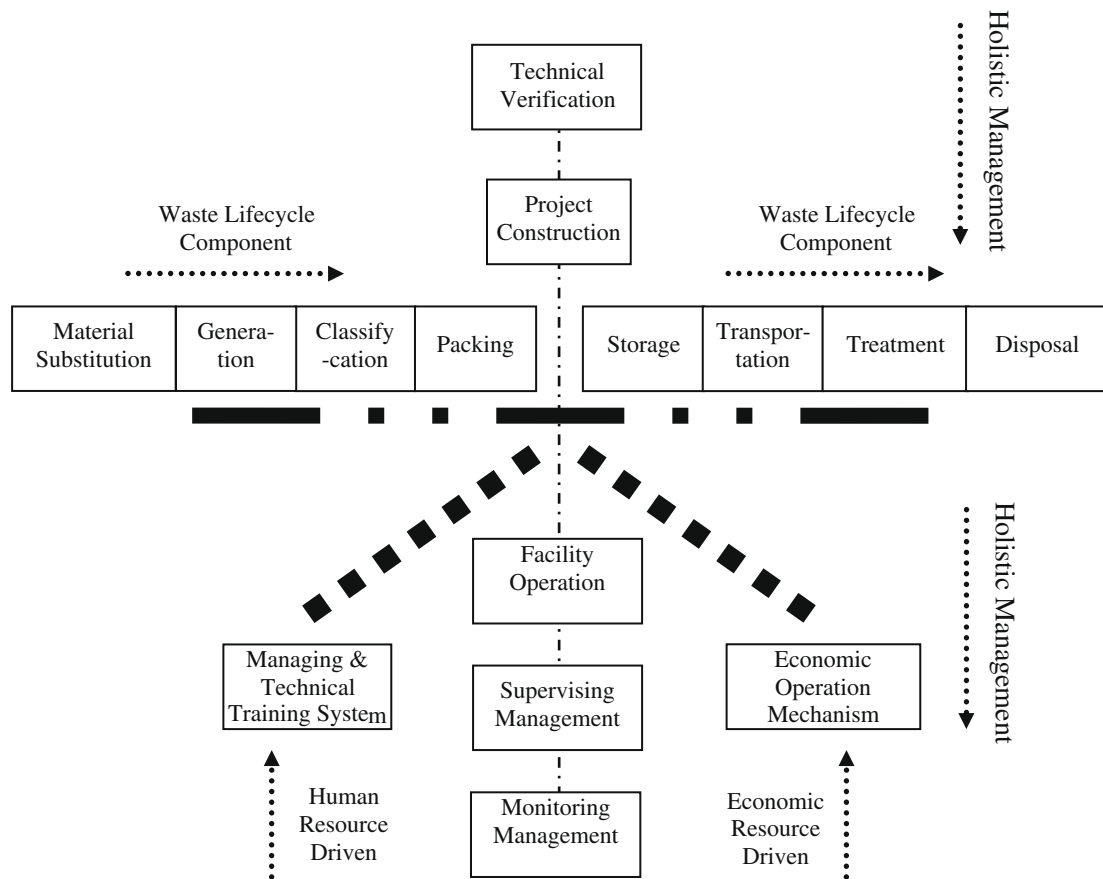 Technical
Verification
Holistic Management
Project
Construction
Waste Lifecycle
Component
Waste Lifecycle
Component
Material
Substitution
Genera-
tion
Classify
-cation
Packing
Storage
Transpor-
tation
Treatment
Disposal
Facility
Operation
Holistic Management
Managing &
Technical
Training System
Supervising
Management
Economic
Operation
Mechanism
Human
Resource
Driven
Monitoring
Management
Economic
Resource
Driven